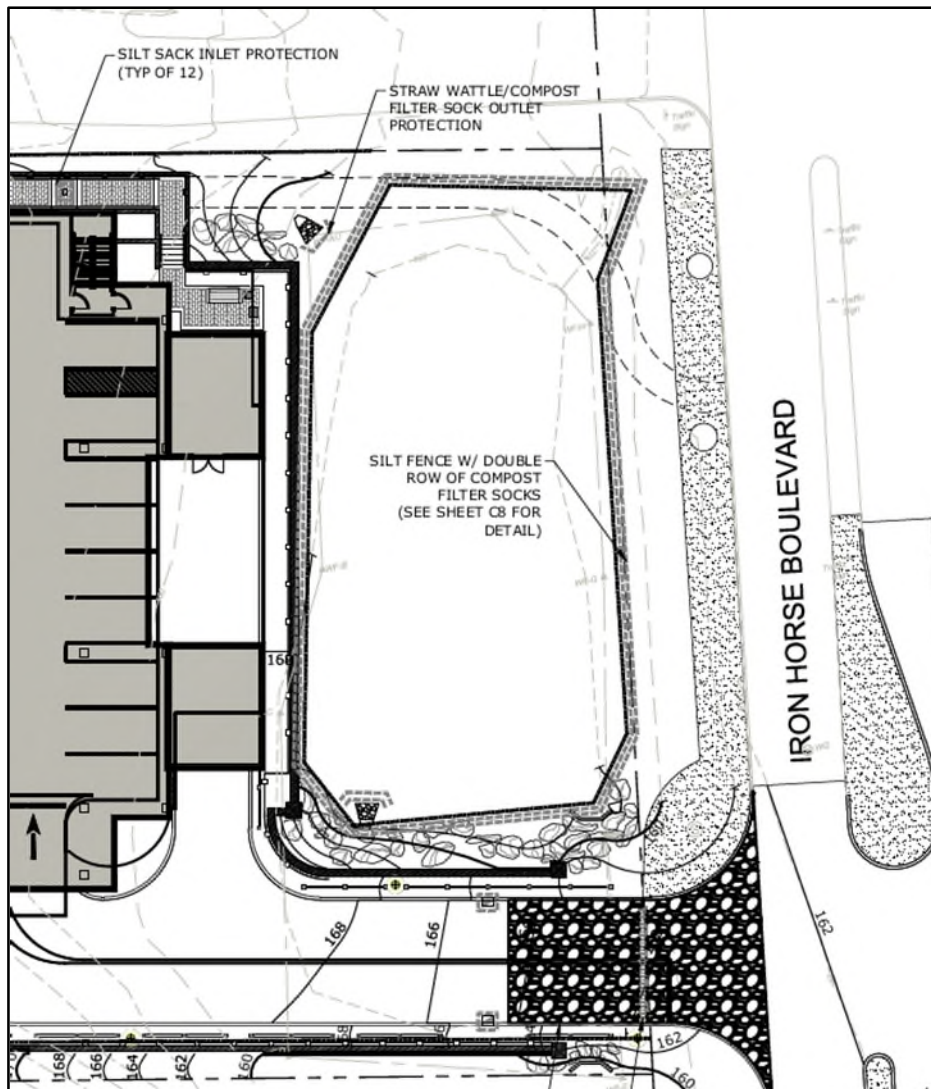 SILT SACK INLET PROTECTION
(TYP OF 12)
STRAW WATTLE/COMPOST
FILTER SOCK OUTLET
PROTECTION
SILT FENCE W/ DOUBLE
ROW OF COMPOST
FILTER SOCKS
(SEE SHEET C8 FOR
DETAIL)
IRON HORSE BOULEVARD
168
166
162
162
160
168
166
164
162
160